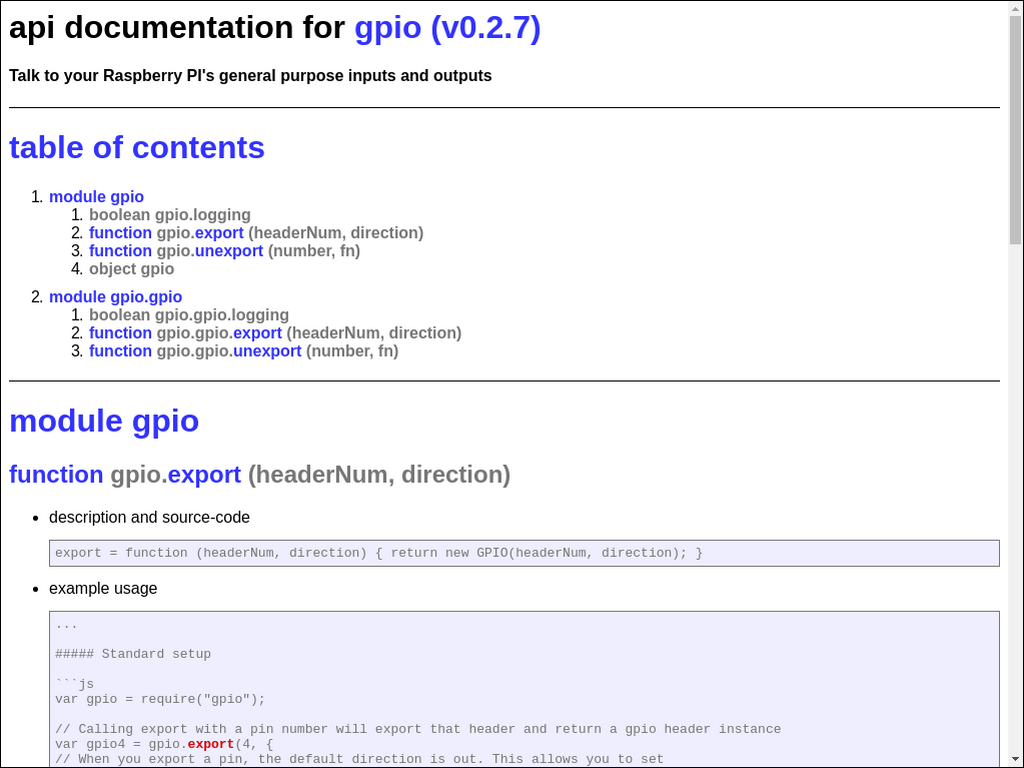 api documentation for gpio (v0.2.7)
Talk to your Raspberry PI's general purpose inputs and outputs
table of contents
1. module gpio
1. boolean gpio.logging
2. function gpio.export (headerNum, direction)
3. function gpio.unexport (number, fn)
4. object gpio
2. module gpio.gpio
1. boolean gpio.gpio.logging
2. function gpio.gpio.export (headerNum, direction)
3. function gpio.gpio.unexport (number, fn)
module gpio
function gpio.export (headerNum, direction)
• description and source-code
export = function (headerNum, direction) { return new GPIO(headerNum, direction); }
• example usage
...
##### Standard setup
```js
var gpio = require("gpio");
// Calling export with a pin number will export that header and return a gpio header instance
var gpio4 = gpio.export(4, {
// When you export a pin, the default direction is out. This allows you to set